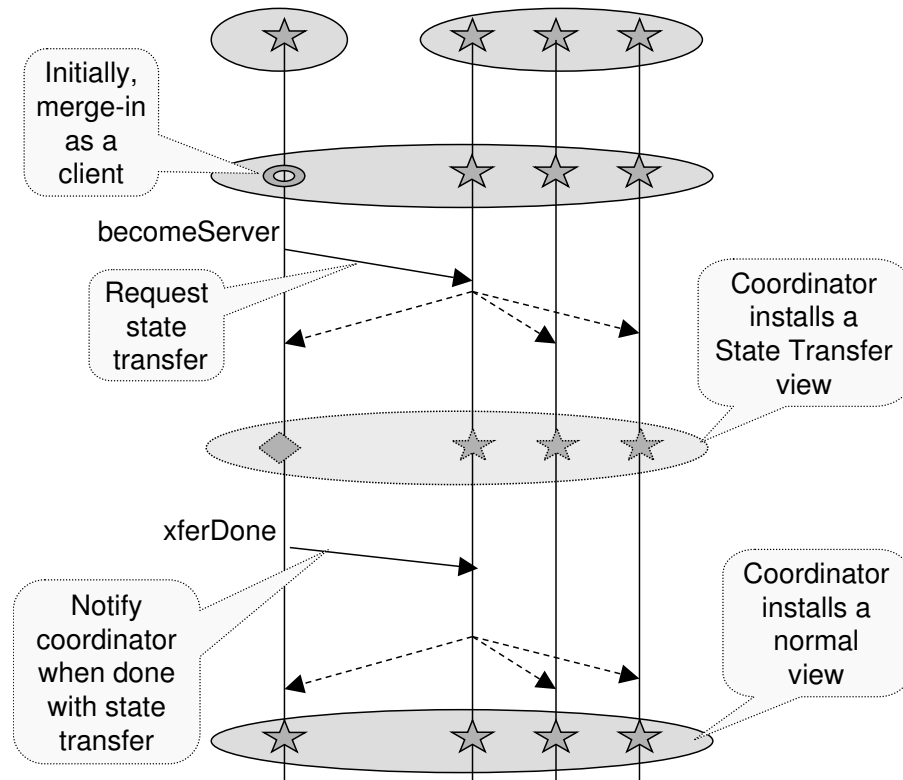 Initially,
merge-in
as a
client
becomeServer
Request
state
transfer
Coordinator
installs a
State Transfer
view
xferDone
Notify
coordinator
when done
with state
transfer
Coordinator
installs a
normal
view